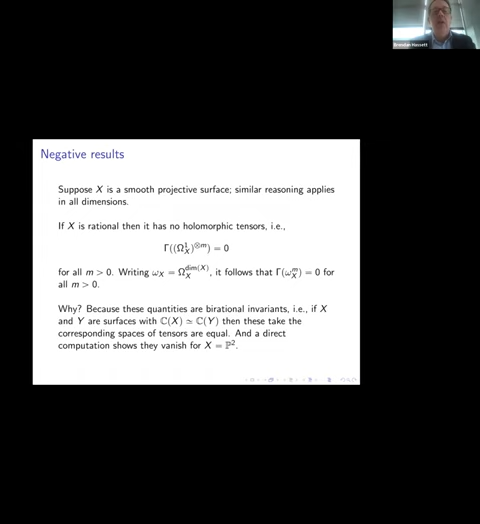 Brendan Hassett
Negative results
Suppose X is a smooth projective surface; similar reasoning applies
in all dimensions.
If X is rational then it has no holomorphic tensors, i.e.,
Γ((Ω¹_X)^{⊗m}) = 0
for all m > 0. Writing ω_X = Ω_X^{dim(X)}, it follows that Γ(ω_X^m) = 0 for
all m > 0.
Why? Because these quantities are birational invariants, i.e., if X
and Y are surfaces with ℂ(X) ≃ ℂ(Y) then these take the
corresponding spaces of tensors are equal. And a direct
computation shows they vanish for X = ℙ².